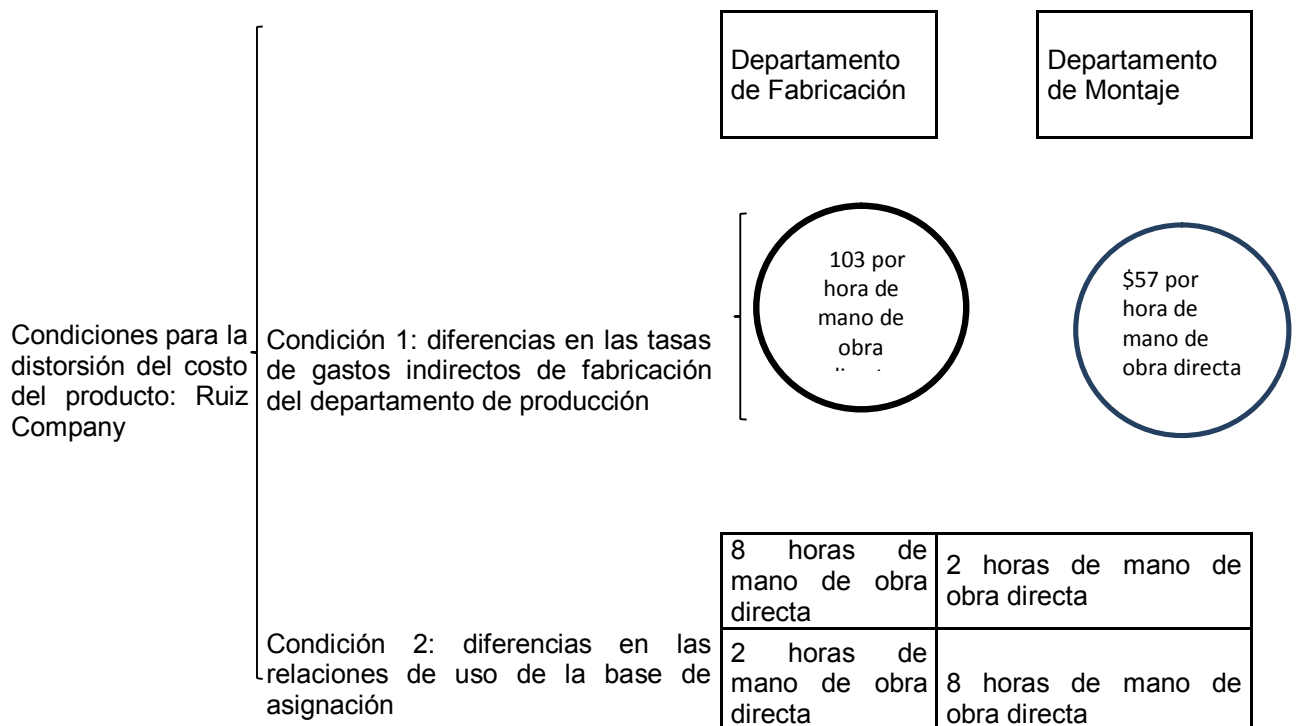 Departamento
de Fabricación
Departamento
de Montaje
103 por
hora de
mano de
obra
$57 por
hora de
mano de
obra directa
Condiciones para la
distorsión del costo
del producto: Ruiz
Company
Condición 1: diferencias en las tasas
de gastos indirectos de fabricación
del departamento de producción
8 horas de
mano de obra
directa
2 horas de mano de
obra directa
Condición 2: diferencias en las
relaciones de uso de la base de
asignación
2 horas de
mano de obra
directa
8 horas de mano de
obra directa